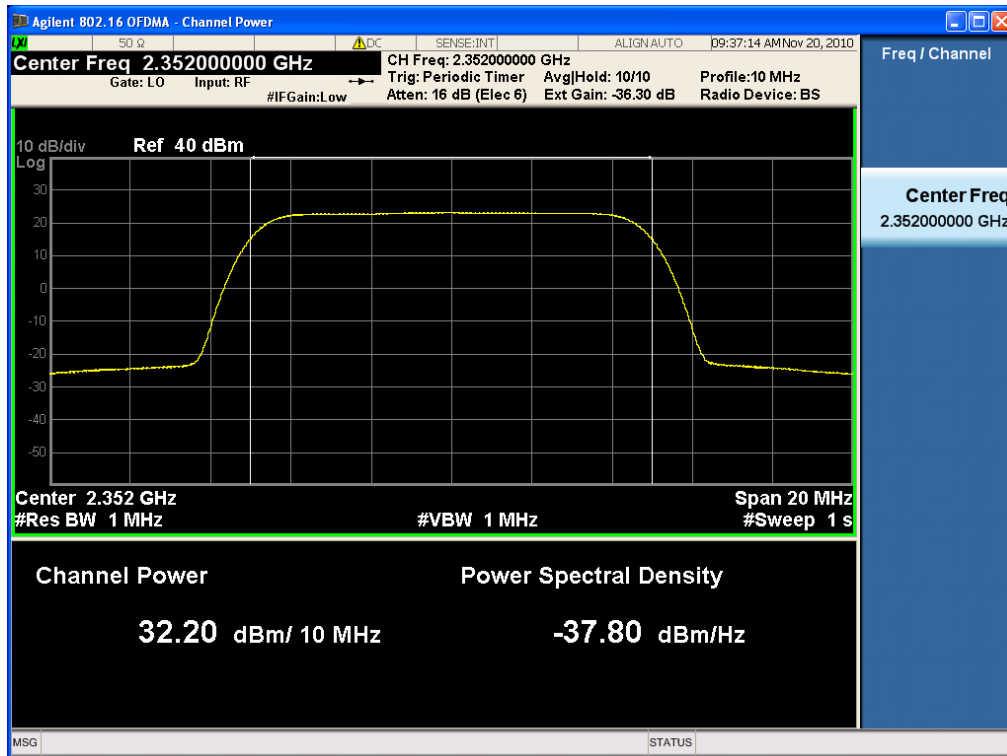 Agilent 802.16 OFDMA - Channel Power
LXI 50 Ω DC SENSE:INT ALIGN AUTO 09:37:14 AM Nov 20, 2010
Center Freq 2.352000000 GHz
CH Freq: 2.352000000 GHz
Gate: LO Input: RF Trig: Periodic Timer Avg|Hold: 10/10 Profile:10 MHz
#IFGain:Low Atten: 16 dB (Elec 6) Ext Gain: -36.30 dB Radio Device: BS
Freq / Channel
Center Freq
2.352000000 GHz
10 dB/div Ref 40 dBm
Log
30
20
10
0
-10
-20
-30
-40
-50
Center 2.352 GHz Span 20 MHz
#Res BW 1 MHz #VBW 1 MHz #Sweep 1 s
Channel Power Power Spectral Density
32.20 dBm/ 10 MHz -37.80 dBm/Hz
MSG STATUS